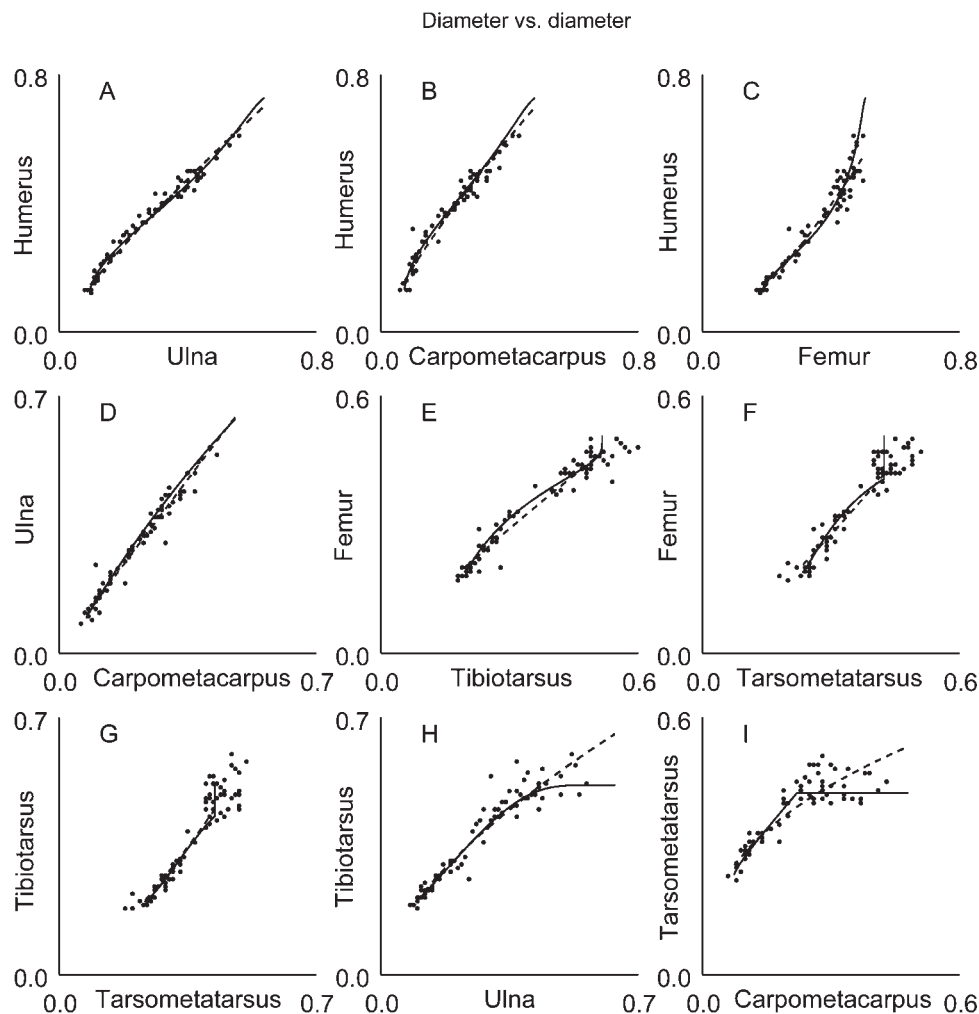 Diameter vs. diameter
0.8 A 0.8 B 0.8 C
Humerus Humerus Humerus
0.0 0.0 0.0
0.0 Ulna 0.8 0.0 Carpometacarpus 0.8 0.0 Femur 0.8
0.7 D 0.6 E 0.6 F
Ulna Femur Femur
0.0 0.0 0.0
0.0 Carpometacarpus 0.7 0.0 Tibiotarsus 0.6 0.0 Tarsometatarsus 0.6
0.7 G 0.7 H 0.6 I
Tibiotarsus Tibiotarsus Tarsometatarsus
0.0 0.0 0.0
0.0 Tarsometatarsus 0.7 0.0 Ulna 0.7 0.0 Carpometacarpus 0.6